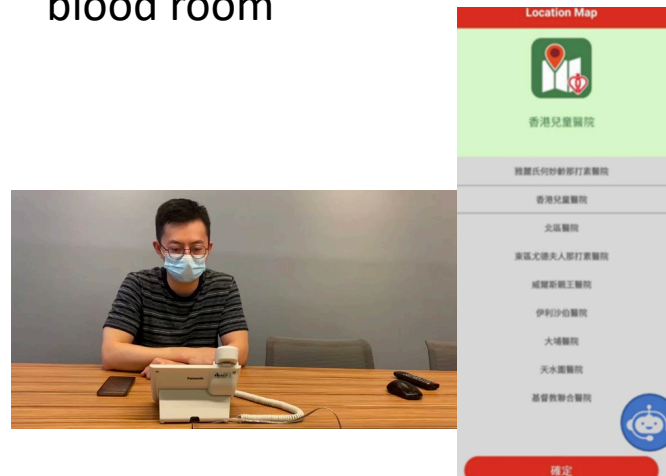 blood room
Location Map
香港兒童醫院
雅麗氏何妙齡那打素醫院
香港兒童醫院
北區醫院
東區尤德夫人那打素醫院
威爾斯親王醫院
伊利沙伯醫院
大埔醫院
天水圍醫院
基督教聯合醫院
確定
Panasonic